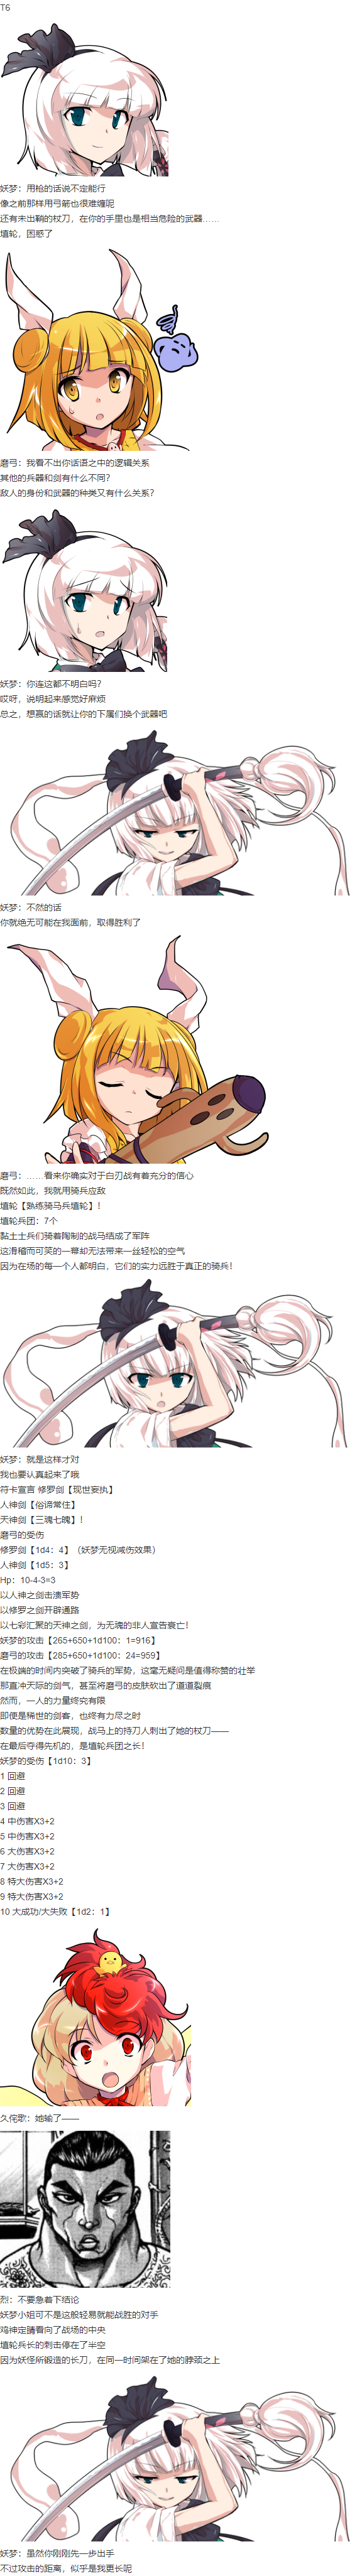 T6
妖梦：用枪的话说不定能行
像之前那样用弓箭也很难缠呢
还有未出鞘的杖刀，在你的手里也是相当危险的武器……
埴轮，困惑了
磨弓：我看不出你话语之中的逻辑关系
其他的兵器和剑有什么不同？
敌人的身份和武器的种类又有什么关系？
妖梦：你连这都不明白吗？
哎呀，说明起来感觉好麻烦
总之，想赢的话就让你的下属们换个武器吧
妖梦：不然的话
你就绝无可能在我面前，取得胜利了
磨弓：……看来你确实对于白刃战有着充分的信心
既然如此，我就用骑兵应敌
埴轮【熟练骑马兵埴轮】！
埴轮兵团：7个
黏土士兵们骑着陶制的战马结成了军阵
这滑稽而可笑的一幕却无法带来一丝轻松的空气
因为在场的每一个人都明白，它们的实力远胜于真正的骑兵！
妖梦：就是这样才对
我也要认真起来了哦
符卡宣言 修罗剑【现世妄执】
人神剑【俗谛常住】
天神剑【三魂七魄】！
磨弓的受伤
修罗剑【1d4：4】（妖梦无视减伤效果）
人神剑【1d5：3】
Hp：10-4-3=3
以人神之剑击溃军势
以修罗之剑开辟通路
以七彩汇聚的天神之剑，为无瑰的非人宣告衰亡！
妖梦的攻击【265+650+1d100：1=916】
磨弓的攻击【285+650+1d100：24=959】
在极端的时间内突破了骑兵的军势，这毫无疑问是值得称赞的壮举
那直冲天际的剑气，甚至将磨弓的皮肤砍出了道道裂痕
然而，一人的力量终究有限
即便是稀世的剑客，也终有力尽之时
数量的优势在此展现，战马上的持刀人刺出了她的杖刀——
在最后夺得先机的，是埴轮兵团之长！
妖梦的受伤【1d10：3】
1 回避
2 回避
3 回避
4 中伤害X3+2
5 中伤害X3+2
6 大伤害X3+2
7 大伤害X3+2
8 特大伤害X3+2
9 特大伤害X3+2
10 大成功/大失败【1d2：1】
久侘歌：她输了——
烈：不要急着下结论
妖梦小姐可不是这般轻易就能战胜的对手
鸡神定睛看向了战场的中央
埴轮兵长的刺击停在了半空
因为妖怪所锻造的长刀，在同一时间架在了她的脖颈之上
妖梦：虽然你刚刚先一步出手
不过攻击的距离，似乎是我更长呢